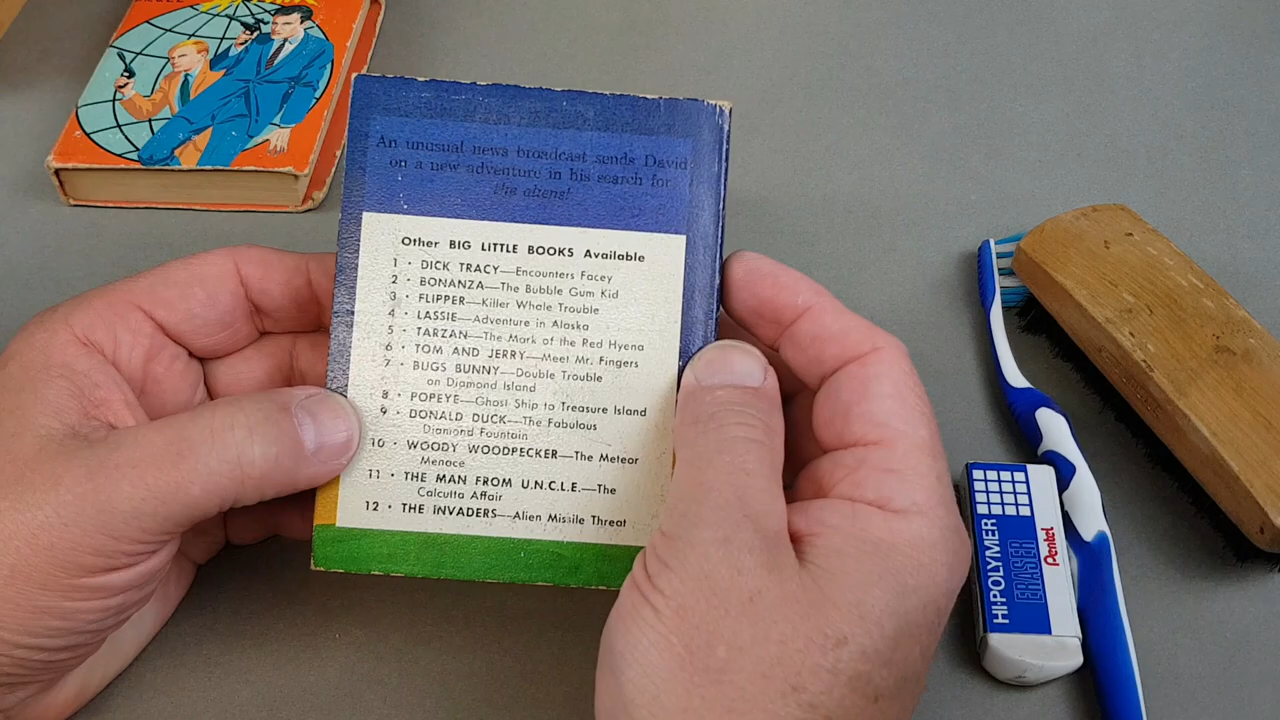 An unusual news broadcast sends David
on a new adventure in his search for
the aliens!
Other BIG LITTLE BOOKS Available
1 • DICK TRACY—Encounters Facey
2 • BONANZA—The Bubble Gum Kid
3 • FLIPPER—Killer Whale Trouble
4 • LASSIE—Adventure in Alaska
5 • TARZAN—The Mark of the Red Hyena
6 • TOM AND JERRY—Meet Mr. Fingers
7 • BUGS BUNNY—Double Trouble
on Diamond Island
8 • POPEYE—Ghost Ship to Treasure Island
9 • DONALD DUCK—The Fabulous
Diamond Fountain
10 • WOODY WOODPECKER—The Meteor
Menace
11 • THE MAN FROM U.N.C.L.E.—The
Calcutta Affair
12 • THE INVADERS—Alien Missile Threat
HI-POLYMER
ERASER
Pentel